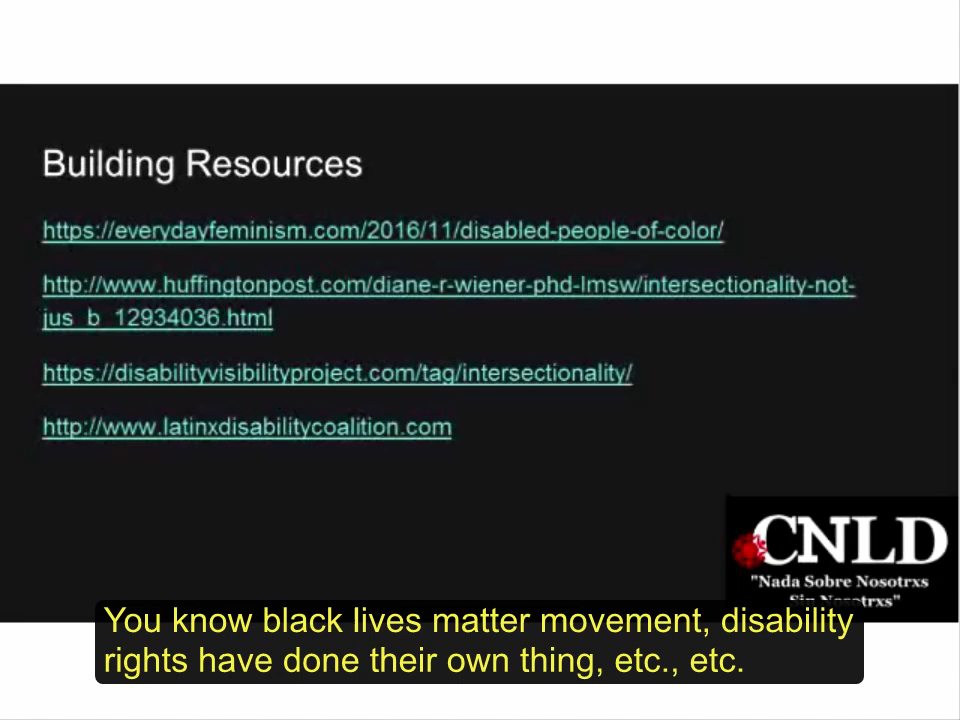 Building Resources
https://everydayfeminism.com/2016/11/disabled-people-of-color/
http://www.huffingtonpost.com/diane-r-wiener-phd-lmsw/intersectionality-not-
jus_b_12934036.html
https://disabilityvisibilityproject.com/tag/intersectionality/
http://www.latinxdisabilitycoalition.com
CNLD
"Nada Sobre Nosotrxs
Sin Nosotrxs"
You know black lives matter movement, disability
rights have done their own thing, etc., etc.